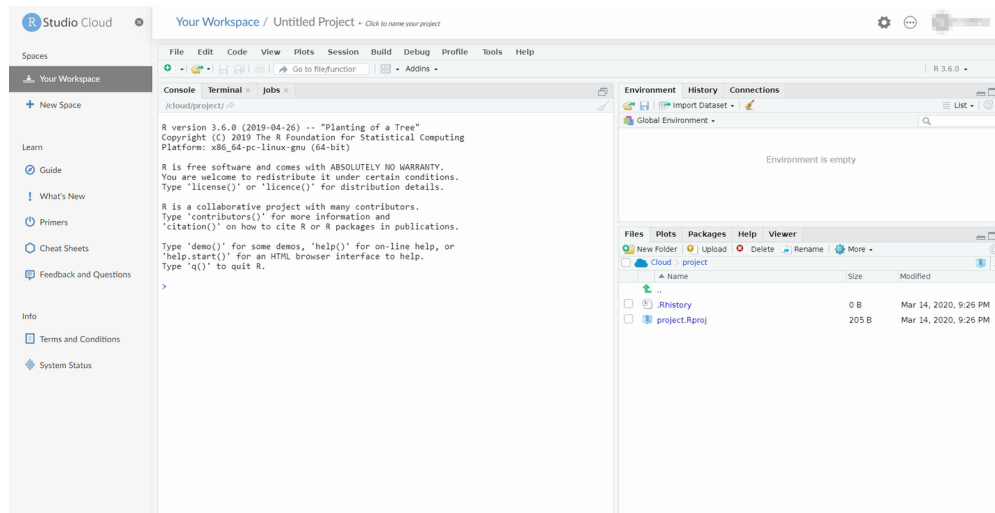 R Studio Cloud
Your Workspace / Untitled Project - Click to name your project
Spaces
Your Workspace
New Space
Learn
Guide
What's New
Primers
Cheat Sheets
Feedback and Questions
Info
Terms and Conditions
System Status
File Edit Code View Plots Session Build Debug Profile Tools Help
Go to file/function Addins
R 3.6.0
Console Terminal Jobs
/cloud/project/
R version 3.6.0 (2019-04-26) -- "Planting of a Tree"
Copyright (C) 2019 The R Foundation for Statistical Computing
Platform: x86_64-pc-linux-gnu (64-bit)
R is free software and comes with ABSOLUTELY NO WARRANTY.
You are welcome to redistribute it under certain conditions.
Type 'license()' or 'licence()' for distribution details.
R is a collaborative project with many contributors.
Type 'contributors()' for more information and
'citation()' on how to cite R or R packages in publications.
Type 'demo()' for some demos, 'help()' for on-line help, or
'help.start()' for an HTML browser interface to help.
Type 'q()' to quit R.
>
Environment History Connections
Import Dataset List
Global Environment
Environment is empty
Files Plots Packages Help Viewer
New Folder Upload Delete Rename More
Cloud project
Name Size Modified
..
.Rhistory 0 B Mar 14, 2020, 9:26 PM
project.Rproj 205 B Mar 14, 2020, 9:26 PM